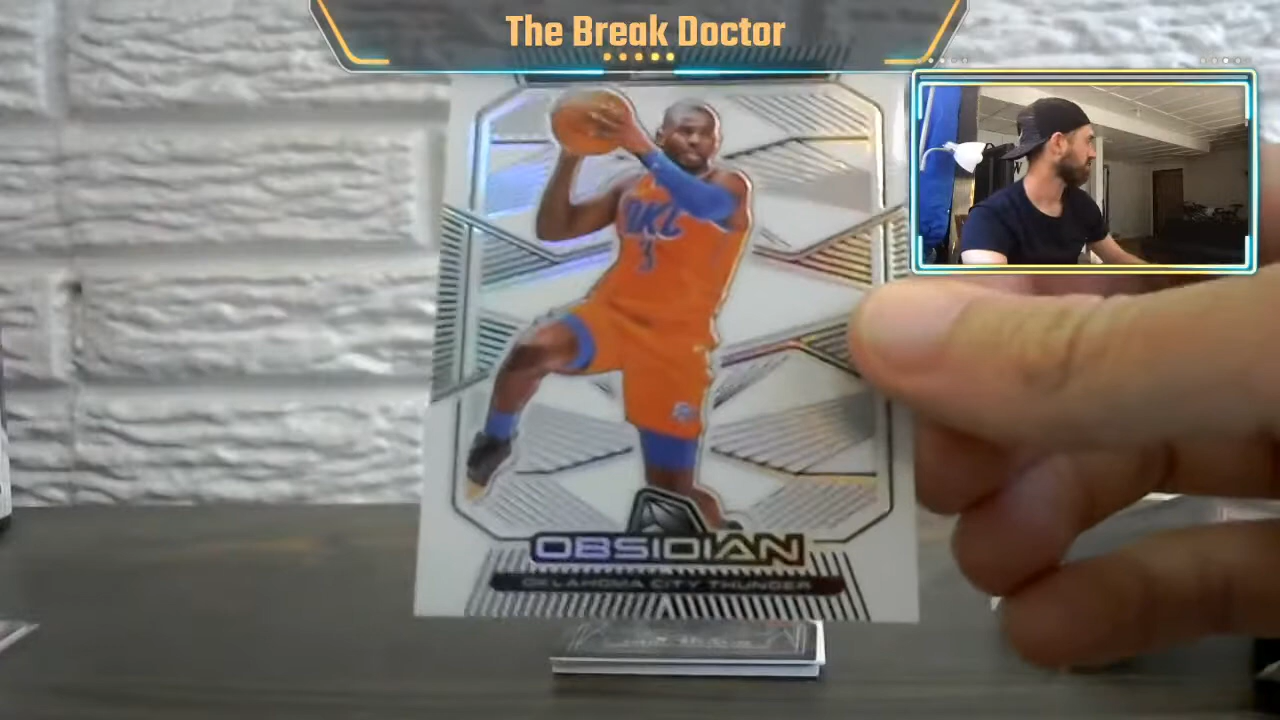 The Break Doctor
OKC
3
OBSIDIAN
OKLAHOMA CITY THUNDER